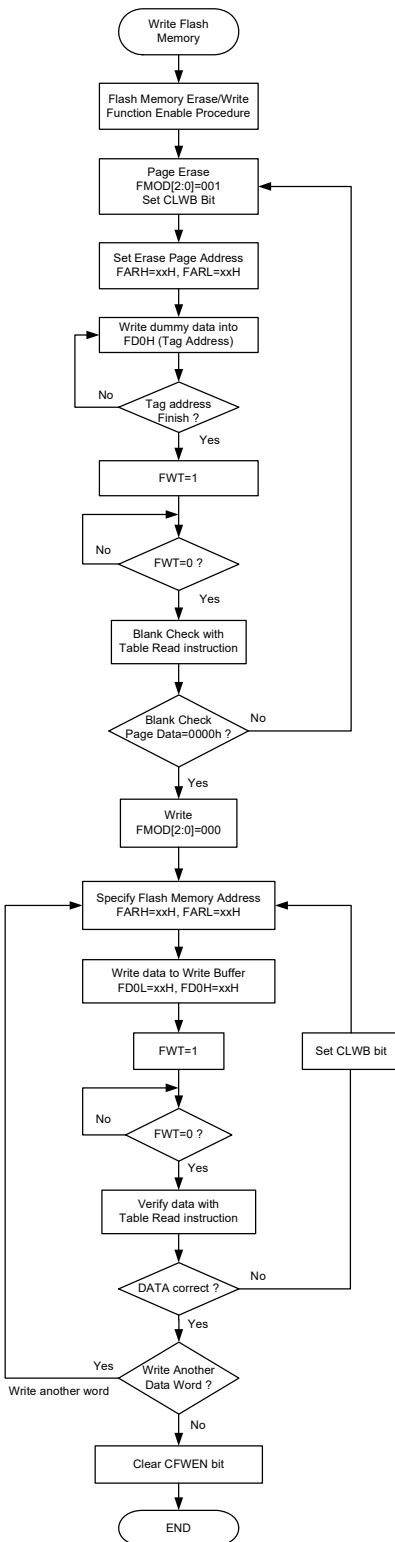 Write Flash
Memory
Flash Memory Erase/Write
Function Enable Procedure
Page Erase
FMOD[2:0]=001
Set CLWB Bit
Set Erase Page Address
FARH=xxH, FARL=xxH
Write dummy data into
FD0H (Tag Address)
No
Tag address
Finish ?
Yes
FWT=1
No
FWT=0 ?
Yes
Blank Check with
Table Read instruction
Blank Check
Page Data=0000h ?
No
Yes
Write
FMOD[2:0]=000
Specify Flash Memory Address
FARH=xxH, FARL=xxH
Write data to Write Buffer
FD0L=xxH, FD0H=xxH
FWT=1
Set CLWB bit
No
FWT=0 ?
Yes
Verify data with
Table Read instruction
DATA correct ?
No
Yes
Yes
Write another word
Write Another
Data Word ?
No
Clear CFWEN bit
END